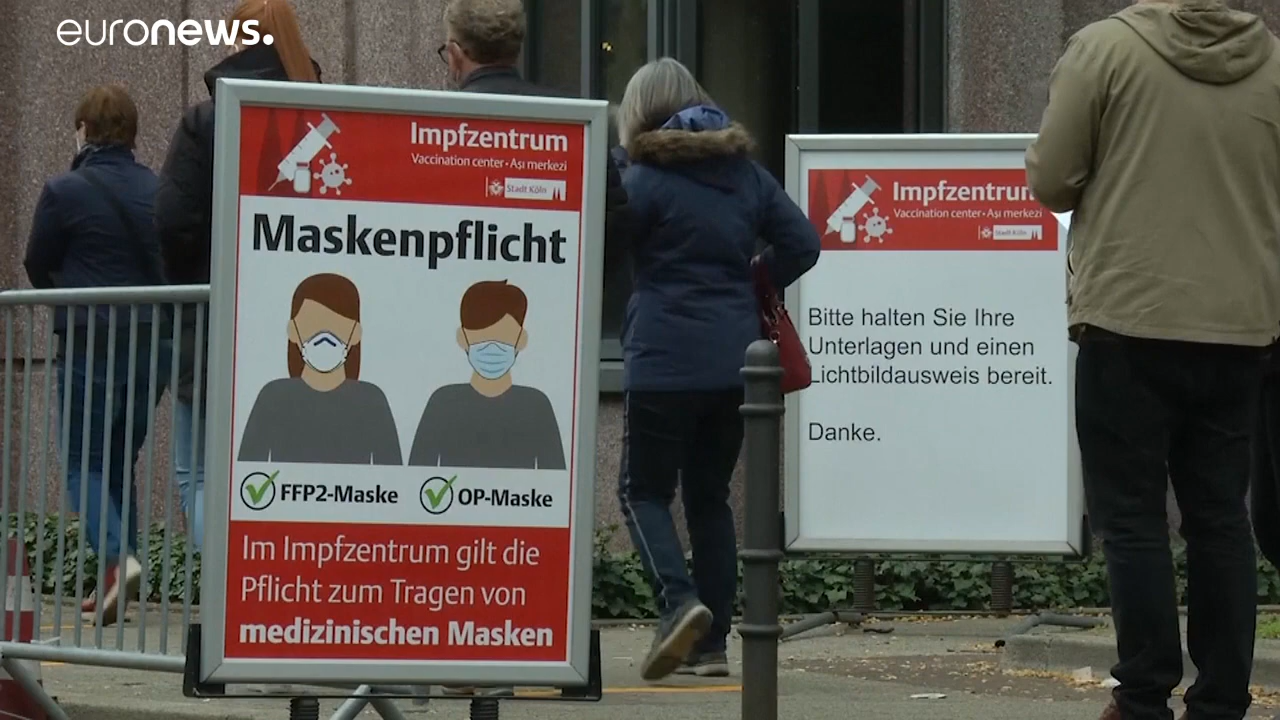 euronews.
Impfzentrum
Vaccination center • Aşı merkezi
Stadt Köln
Maskenpflicht
FFP2-Maske
OP-Maske
Im Impfzentrum gilt die
Pflicht zum Tragen von
medizinischen Masken
Impfzentrum
Vaccination center • Aşı merkezi
Stadt Köln
Bitte halten Sie Ihre
Unterlagen und einen
Lichtbildausweis bereit.
Danke.